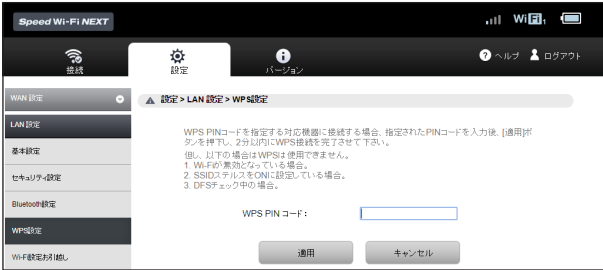 Speed Wi-Fi NEXT
WiFi 1
接続
設定
バージョン
? ヘルプ ログアウト
WAN 設定
設定 > LAN 設定 > WPS設定
LAN 設定
基本設定
セキュリティ設定
Bluetooth設定
WPS設定
Wi-Fi設定お引越し
WPS PINコードを指定する対応機器に接続する場合、指定されたPINコードを入力後、[適用]ボ
タンを押下し、2分以内にWPS接続を完了させて下さい。
但し、以下の場合はWPSは使用できません。
1. Wi-Fiが無効となっている場合。
2. SSIDステルスをONに設定している場合。
3. DFSチェック中の場合。
WPS PIN コード：
適用
キャンセル